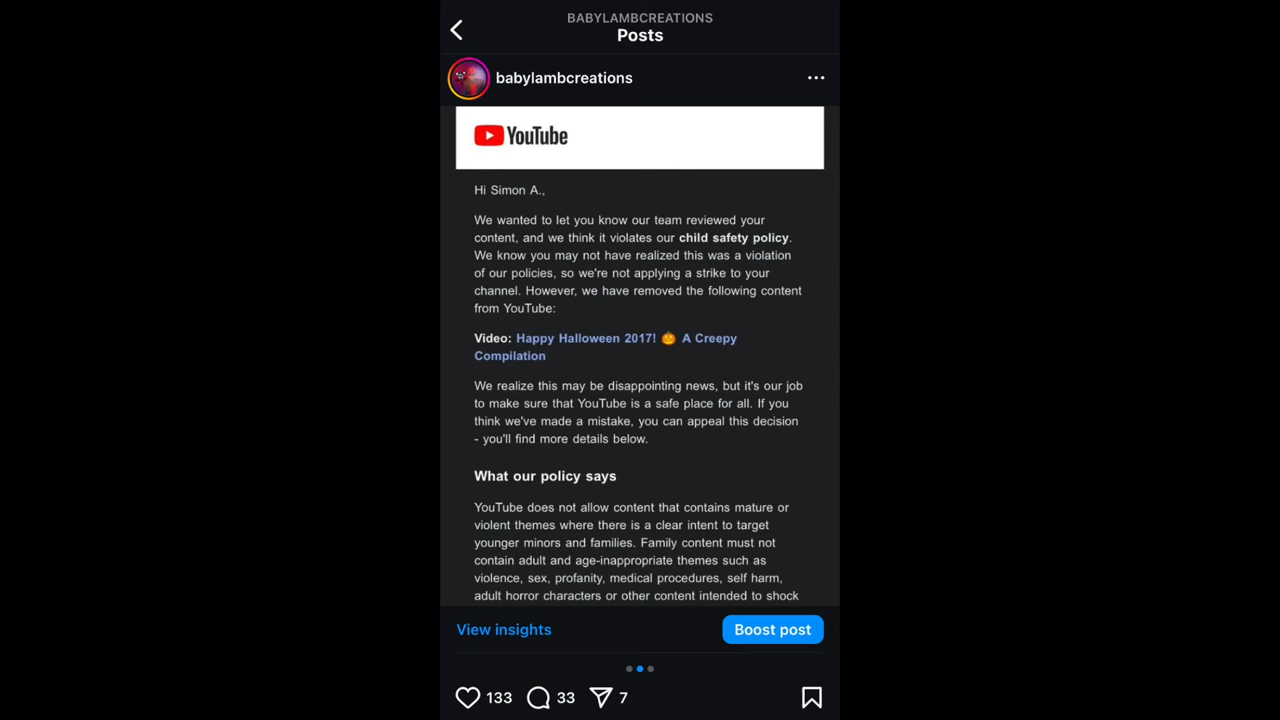 BABYLAMBCREATIONS
Posts
babylambcreations
YouTube
Hi Simon A.,
We wanted to let you know our team reviewed your
content, and we think it violates our child safety policy.
We know you may not have realized this was a violation
of our policies, so we're not applying a strike to your
channel. However, we have removed the following content
from YouTube:
Video: Happy Halloween 2017! 🎃 A Creepy
Compilation
We realize this may be disappointing news, but it's our job
to make sure that YouTube is a safe place for all. If you
think we've made a mistake, you can appeal this decision
- you'll find more details below.
What our policy says
YouTube does not allow content that contains mature or
violent themes where there is a clear intent to target
younger minors and families. Family content must not
contain adult and age-inappropriate themes such as
violence, sex, profanity, medical procedures, self harm,
adult horror characters or other content intended to shock
View insights
Boost post
133 33 7